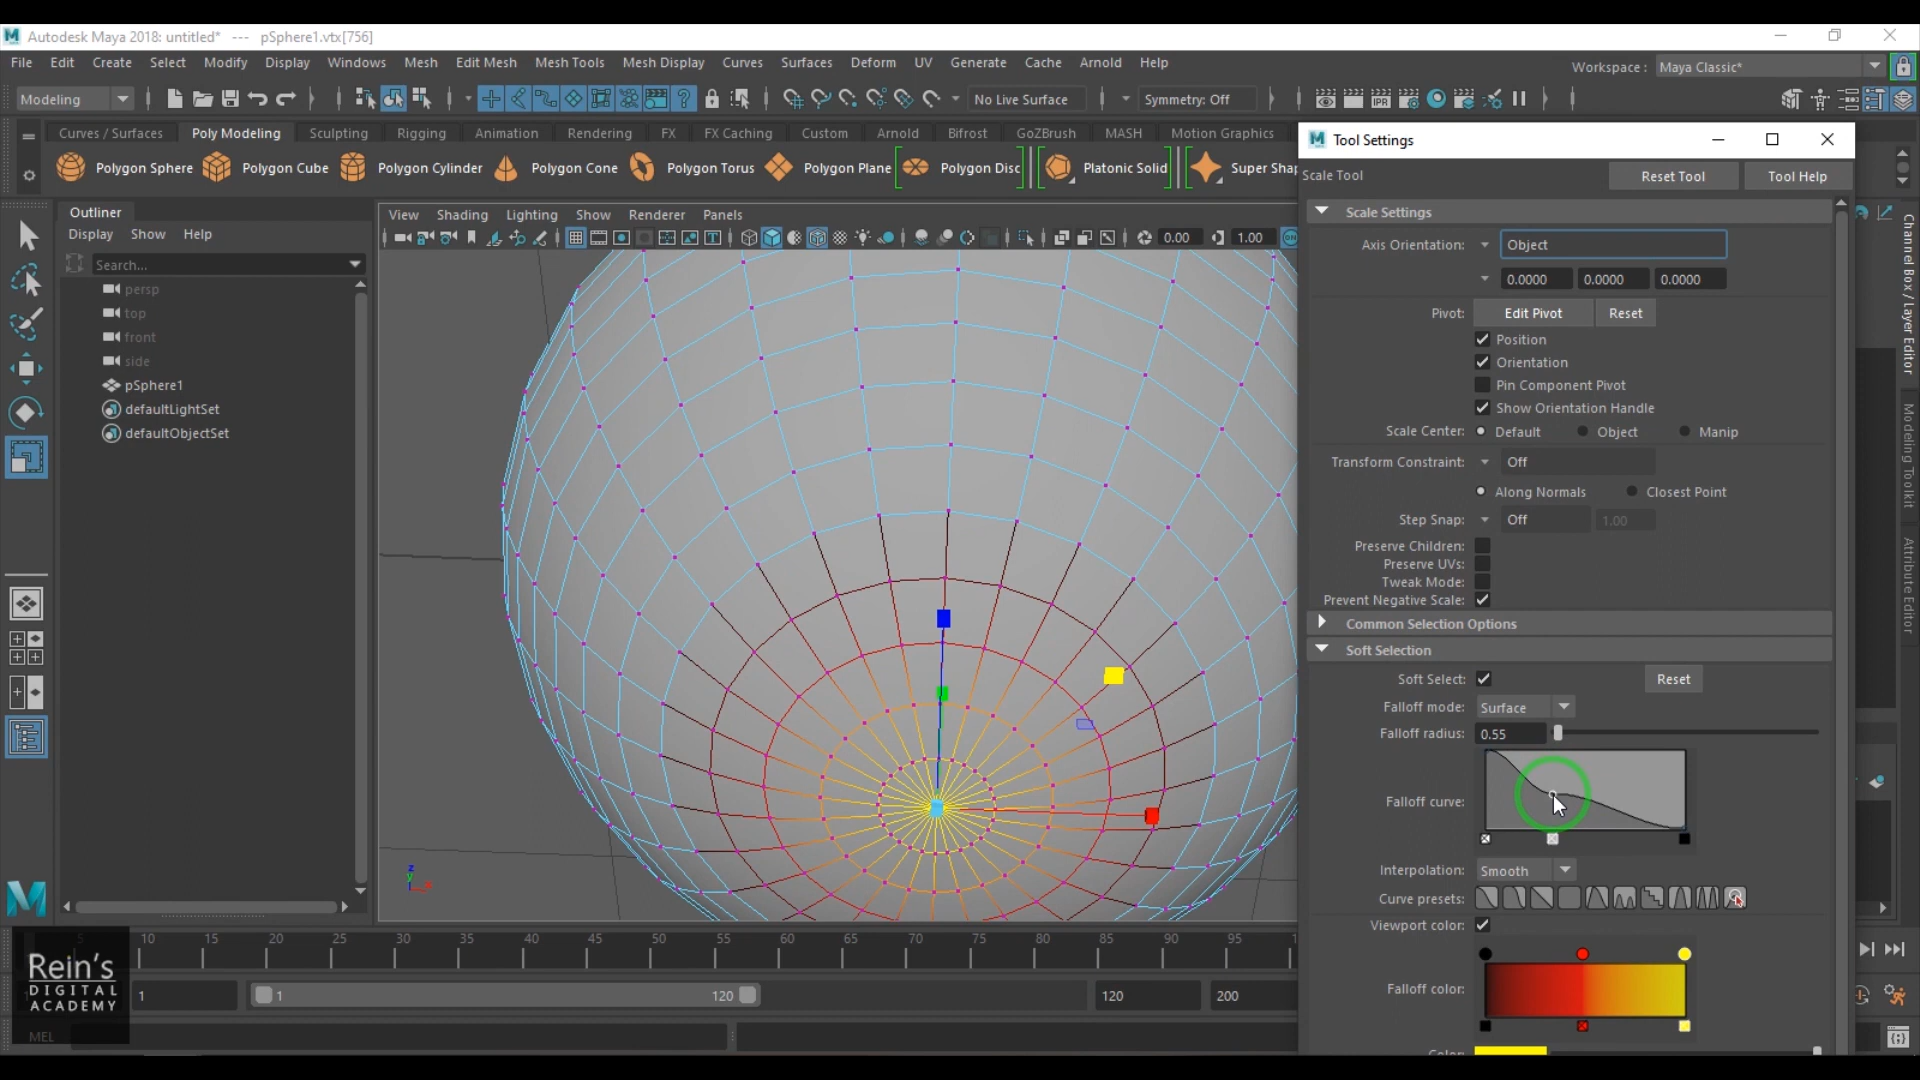 Autodesk Maya 2018: untitled* --- pSphere1.vtx[756]
File Edit Create Select Modify Display Windows Mesh Edit Mesh Mesh Tools Mesh Display Curves Surfaces Deform UV Generate Cache Arnold Help
Workspace : Maya Classic*
Modeling No Live Surface Symmetry: Off
Curves / Surfaces Poly Modeling Sculpting Rigging Animation Rendering FX FX Caching Custom Arnold Bifrost GoZBrush MASH Motion Graphics
Polygon Sphere Polygon Cube Polygon Cylinder Polygon Cone Polygon Torus Polygon Plane Polygon Disc Platonic Solid Super Shap
Outliner
Display Show Help
Search...
persp
top
front
side
pSphere1
defaultLightSet
defaultObjectSet
View Shading Lighting Show Renderer Panels
0.00 1.00
Tool Settings
Scale Tool Reset Tool Tool Help
Scale Settings
Axis Orientation: Object
0.0000 0.0000 0.0000
Pivot: Edit Pivot Reset
Position
Orientation
Pin Component Pivot
Show Orientation Handle
Scale Center: Default Object Manip
Transform Constraint: Off
Along Normals Closest Point
Step Snap: Off 1.00
Preserve Children:
Preserve UVs:
Tweak Mode:
Prevent Negative Scale:
Common Selection Options
Soft Selection
Soft Select: Reset
Falloff mode: Surface
Falloff radius: 0.55
Falloff curve:
Interpolation: Smooth
Curve presets:
Viewport color:
Falloff color:
Color:
Channel Box / Layer Editor
Modeling Toolkit
Attribute Editor
5 10 15 20 25 30 35 40 45 50 55 60 65 70 75 80 85 90 95
1 1 120 120 200
MEL
Rein's
DIGITAL
ACADEMY